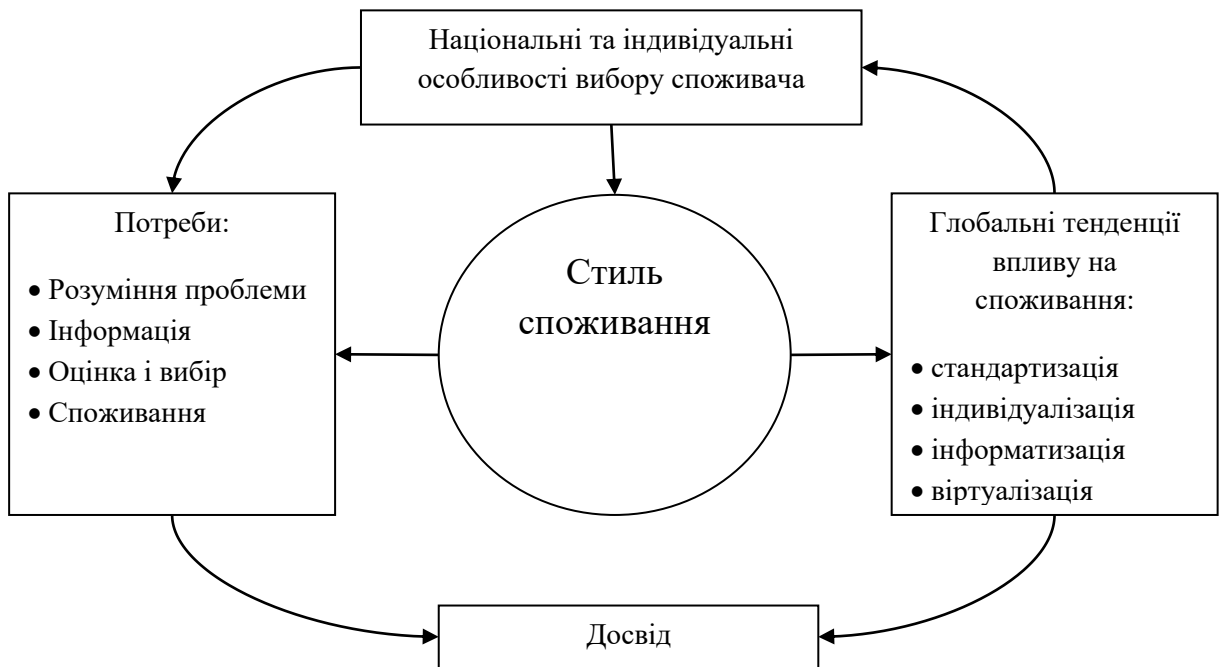 Національні та індивідуальні
особливості вибору споживача
Потреби:
• Розуміння проблеми
• Інформація
• Оцінка і вибір
• Споживання
Стиль
споживання
Глобальні тенденції
впливу на
споживання:
• стандартизація
• індивідуалізація
• інформатизація
• віртуалізація
Досвід